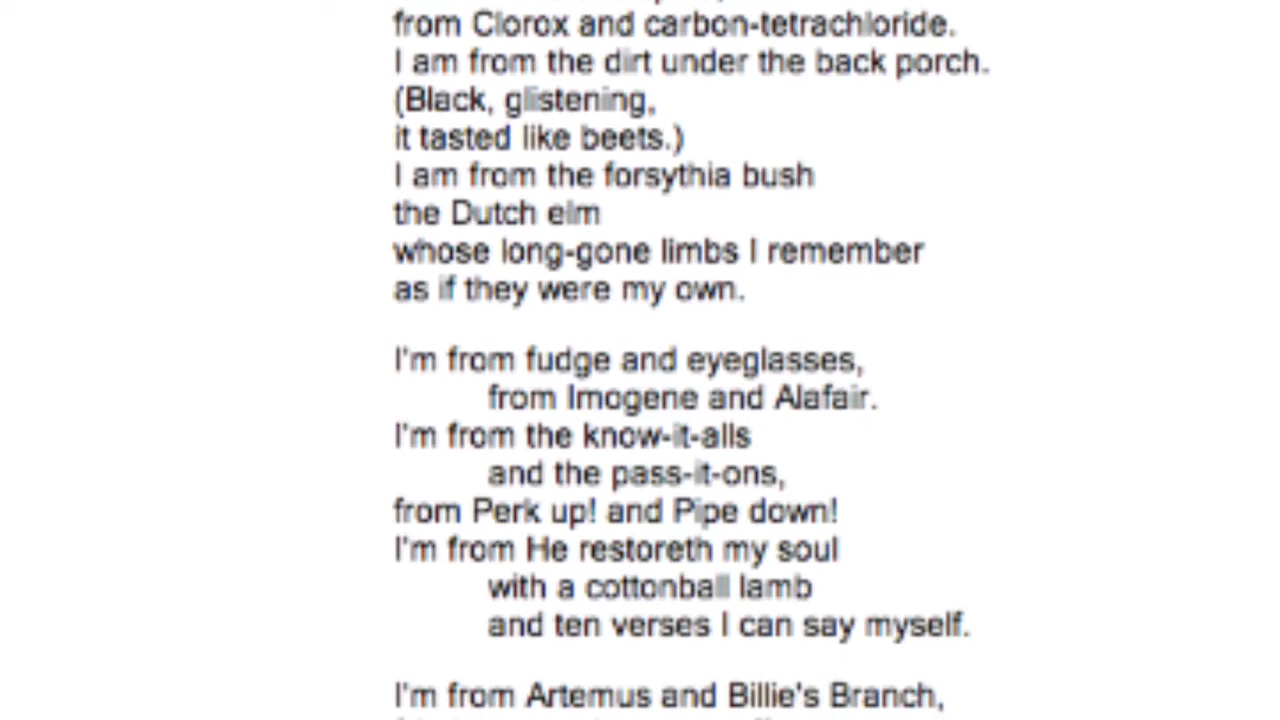 from Clorox and carbon-tetrachloride.
I am from the dirt under the back porch.
(Black, glistening,
it tasted like beets.)
I am from the forsythia bush
the Dutch elm
whose long-gone limbs I remember
as if they were my own.
I'm from fudge and eyeglasses,
from Imogene and Alafair.
I'm from the know-it-alls
and the pass-it-ons,
from Perk up! and Pipe down!
I'm from He restoreth my soul
with a cottonball lamb
and ten verses I can say myself.
I'm from Artemus and Billie's Branch,